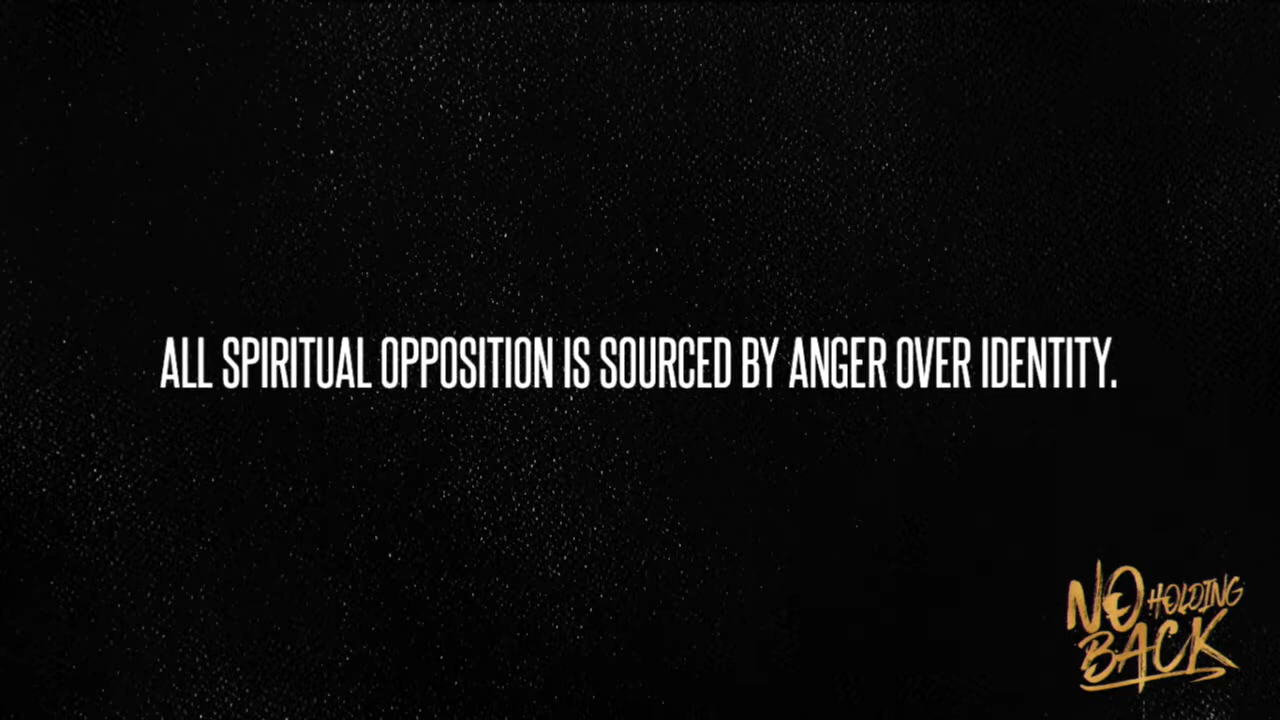 ALL SPIRITUAL OPPOSITION IS SOURCED BY ANGER OVER IDENTITY.
NO HOLDING
BACK